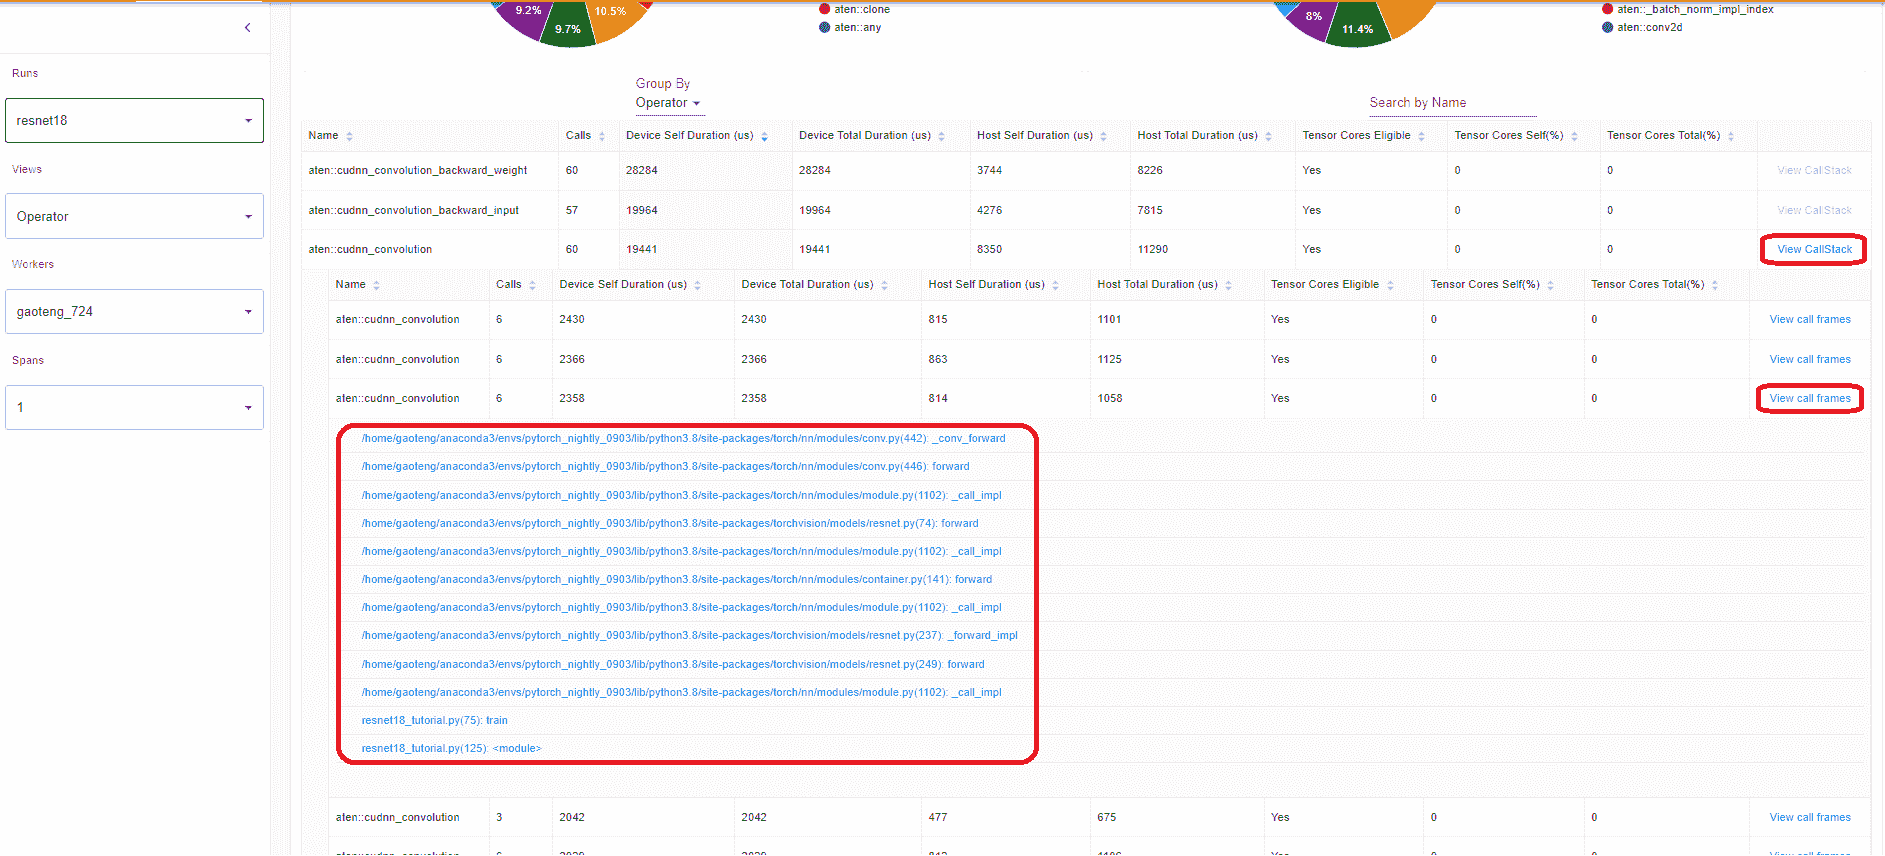 9.2%
10.5%
9.7%
aten::clone
aten::any
8%
11.4%
aten::_batch_norm_impl_index
aten::conv2d
Runs
resnet18
Views
Operator
Workers
gaoteng_724
Spans
1
Group By
Operator
Search by Name
Name Calls Device Self Duration (us) Device Total Duration (us) Host Self Duration (us) Host Total Duration (us) Tensor Cores Eligible Tensor Cores Self(%) Tensor Cores Total(%)
aten::cudnn_convolution_backward_weight 60 28284 28284 3744 8226 Yes 0 0 View CallStack
aten::cudnn_convolution_backward_input 57 19964 19964 4276 7815 Yes 0 0 View CallStack
aten::cudnn_convolution 60 19441 19441 8350 11290 Yes 0 0 View CallStack
Name Calls Device Self Duration (us) Device Total Duration (us) Host Self Duration (us) Host Total Duration (us) Tensor Cores Eligible Tensor Cores Self(%) Tensor Cores Total(%)
aten::cudnn_convolution 6 2430 2430 815 1101 Yes 0 0 View call frames
aten::cudnn_convolution 6 2366 2366 863 1125 Yes 0 0 View call frames
aten::cudnn_convolution 6 2358 2358 814 1058 Yes 0 0 View call frames
/home/gaoteng/anaconda3/envs/pytorch_nightly_0903/lib/python3.8/site-packages/torch/nn/modules/conv.py(442): _conv_forward
/home/gaoteng/anaconda3/envs/pytorch_nightly_0903/lib/python3.8/site-packages/torch/nn/modules/conv.py(446): forward
/home/gaoteng/anaconda3/envs/pytorch_nightly_0903/lib/python3.8/site-packages/torch/nn/modules/module.py(1102): _call_impl
/home/gaoteng/anaconda3/envs/pytorch_nightly_0903/lib/python3.8/site-packages/torchvision/models/resnet.py(74): forward
/home/gaoteng/anaconda3/envs/pytorch_nightly_0903/lib/python3.8/site-packages/torch/nn/modules/module.py(1102): _call_impl
/home/gaoteng/anaconda3/envs/pytorch_nightly_0903/lib/python3.8/site-packages/torch/nn/modules/container.py(141): forward
/home/gaoteng/anaconda3/envs/pytorch_nightly_0903/lib/python3.8/site-packages/torch/nn/modules/module.py(1102): _call_impl
/home/gaoteng/anaconda3/envs/pytorch_nightly_0903/lib/python3.8/site-packages/torchvision/models/resnet.py(237): _forward_impl
/home/gaoteng/anaconda3/envs/pytorch_nightly_0903/lib/python3.8/site-packages/torchvision/models/resnet.py(249): forward
/home/gaoteng/anaconda3/envs/pytorch_nightly_0903/lib/python3.8/site-packages/torch/nn/modules/module.py(1102): _call_impl
resnet18_tutorial.py(75): train
resnet18_tutorial.py(125): <module>
aten::cudnn_convolution 3 2042 2042 477 675 Yes 0 0 View call frames